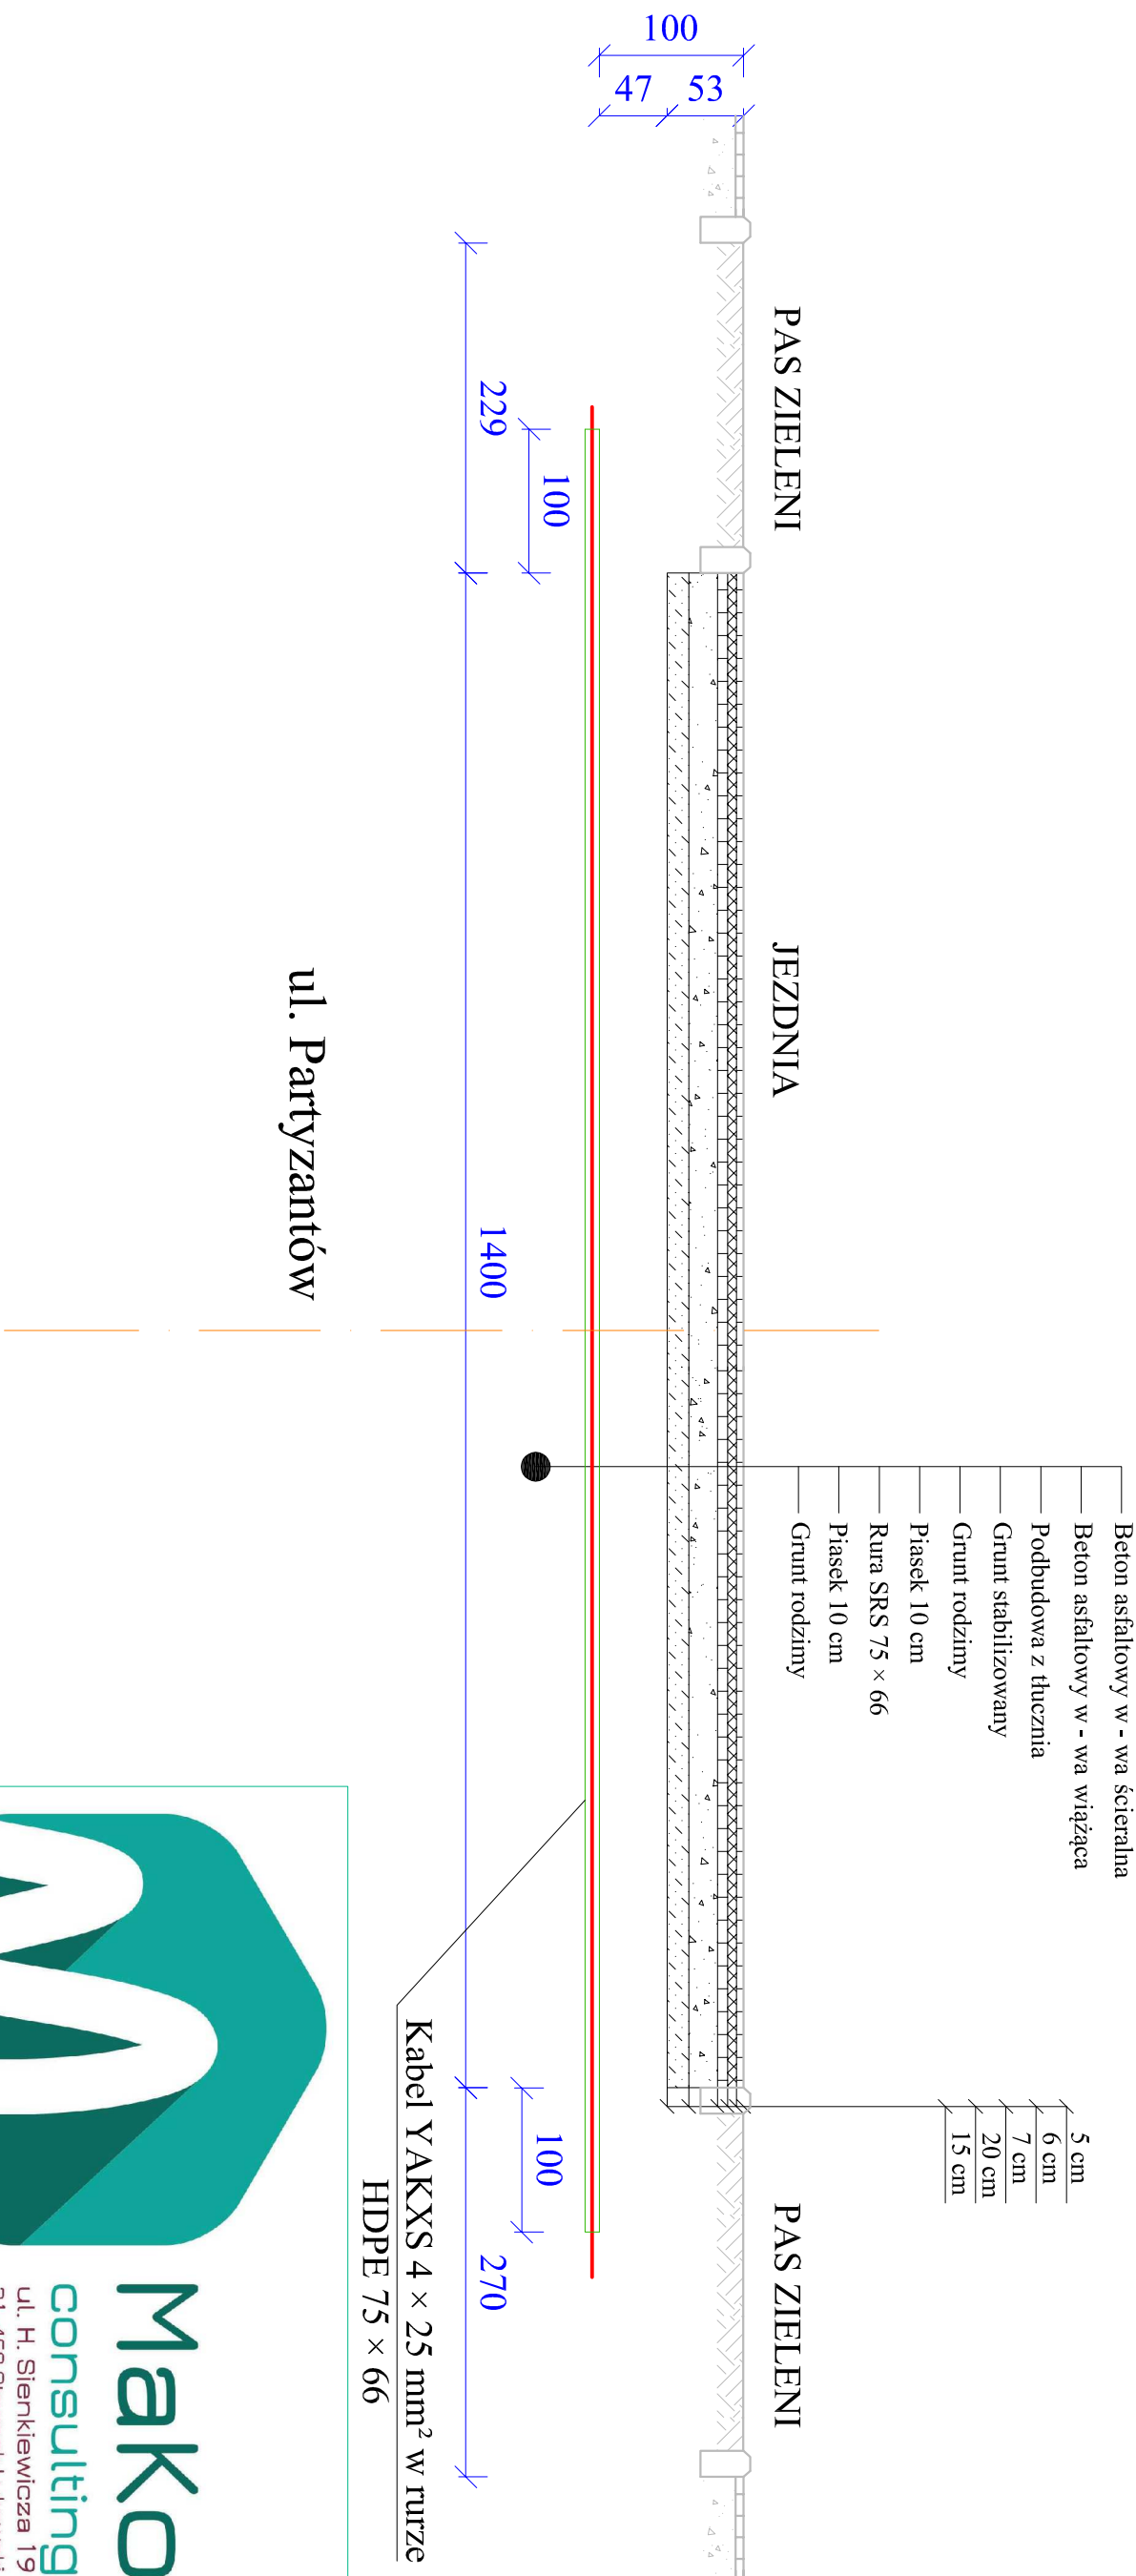 Beton asfaltowy w - wa ścieralna
Beton asfaltowy w - wa wiążąca
Podbudowa z tłucznia
Grunt stabilizowany
Grunt rodzimy
Piasek 10 cm
Rura SRS 75 × 66
Piasek 10 cm
Grunt rodzimy
5 cm
6 cm
7 cm
20 cm
15 cm
PAS ZIELENI
JEZDNIA
PAS ZIELENI
100
53
47
100
100
229
1400
270
Kabel YAKXS 4 × 25 mm² w rurze
HDPE 75 × 66
ul. Partyzantów
Mako
consulting
ul. H. Sienkiewicza 19